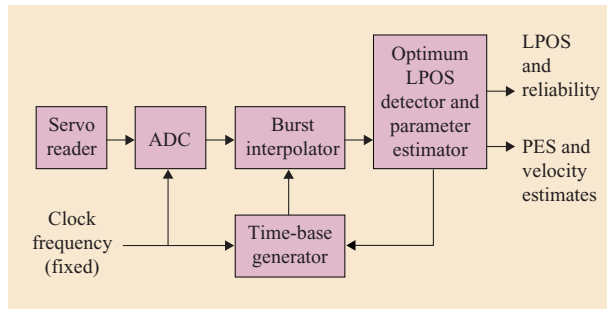 Servo
reader
ADC
Burst
interpolator
Optimum
LPOS
detector and
parameter
estimator
LPOS
and
reliability
PES and
velocity
estimates
Clock
frequency
(fixed)
Time-base
generator